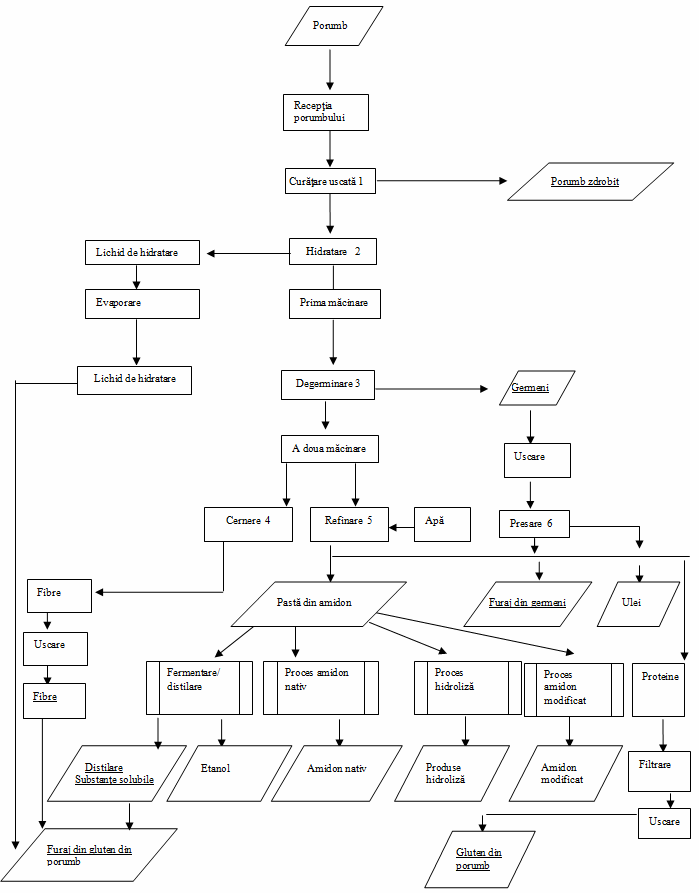 Porumb
Recepţia
porumbului
Curăţare uscată 1
Porumb zdrobit
Lichid de hidratare
Hidratare 2
Evaporare
Prima măcinare
Lichid de hidratare
Degerminare 3
Germeni
A doua măcinare
Uscare
Cernere 4
Refinare 5
Apă
Presare 6
Fibre
Pastă din amidon
Furaj din germeni
Ulei
Uscare
Fibre
Fermentare/
distilare
Proces amidon
nativ
Proces
hidroliză
Proces
amidon
modificat
Proteine
Distilare
Substanţe solubile
Etanol
Amidon nativ
Produse
hidroliză
Amidon
modificat
Filtrare
Uscare
Furaj din gluten din
porumb
Gluten din
porumb